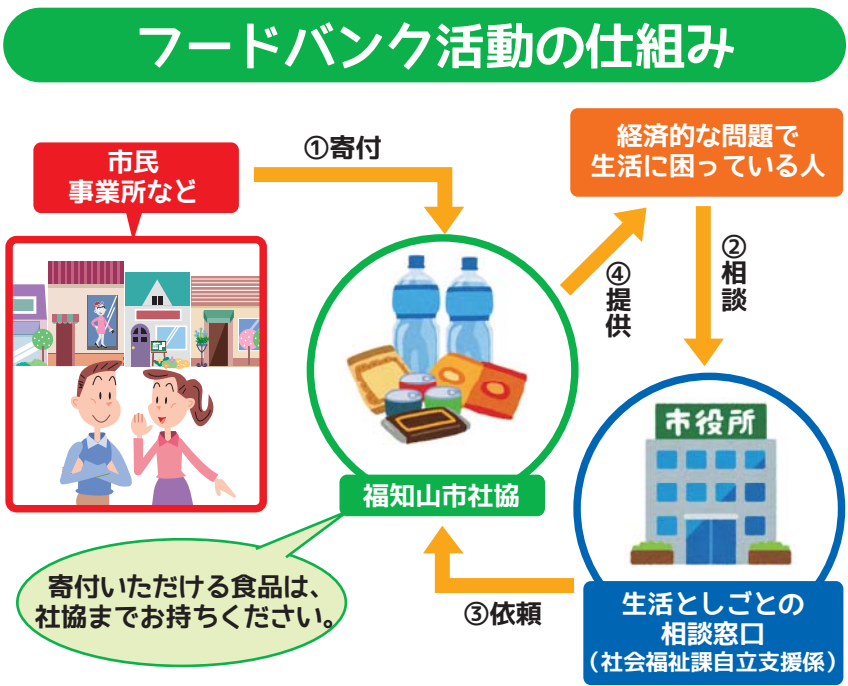 フードバンク活動の仕組み
市民
事業所など
①寄付
経済的な問題で
生活に困っている人
②相談
④提供
市役所
福知山市社協
寄付いただける食品は、
社協までお持ちください。
③依頼
生活としごとの
相談窓口
（社会福祉課自立支援係）